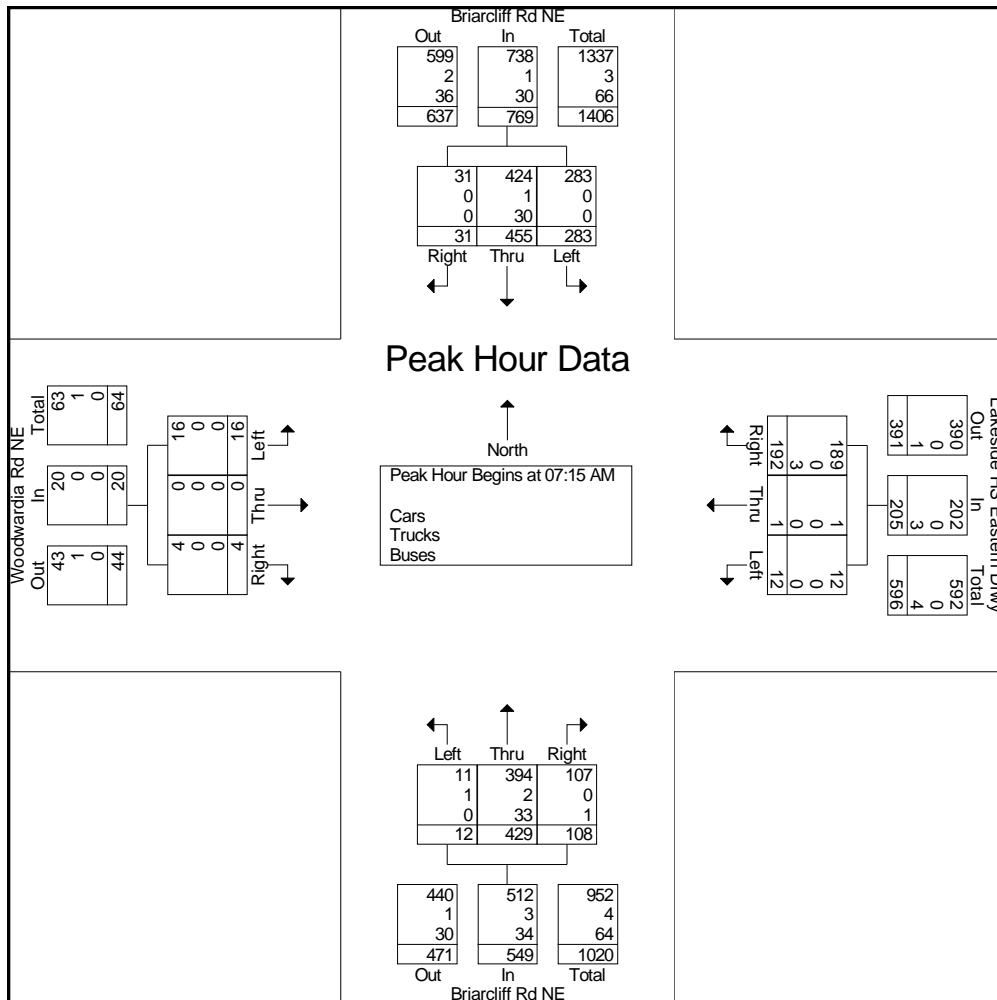 Briarcliff Rd NE
Out In Total
599 738 1337
2 1 3
36 30 66
637 769 1406
31 424 283
0 1 0
0 30 0
31 455 283
Right Thru Left
Peak Hour Data
North
Peak Hour Begins at 07:15 AM
Cars
Trucks
Buses
Woodwardia Rd NE
Total
63 1 0 64
In
20 0 0 20
Out
43 1 0 44
Left
16 0 0 16
Thru
0 0 0 0
Right
4 0 0 4
Right
189 0 3 192
Thru
1 0 0 1
Left
12 0 0 12
Lakeside HS Eastern Drwy
Out
390 0 1 391
In
202 0 3 205
Total
592 0 4 596
Left Thru Right
11 394 107
1 2 0
0 33 1
12 429 108
440 512 952
1 3 4
30 34 64
471 549 1020
Out In Total
Briarcliff Rd NE